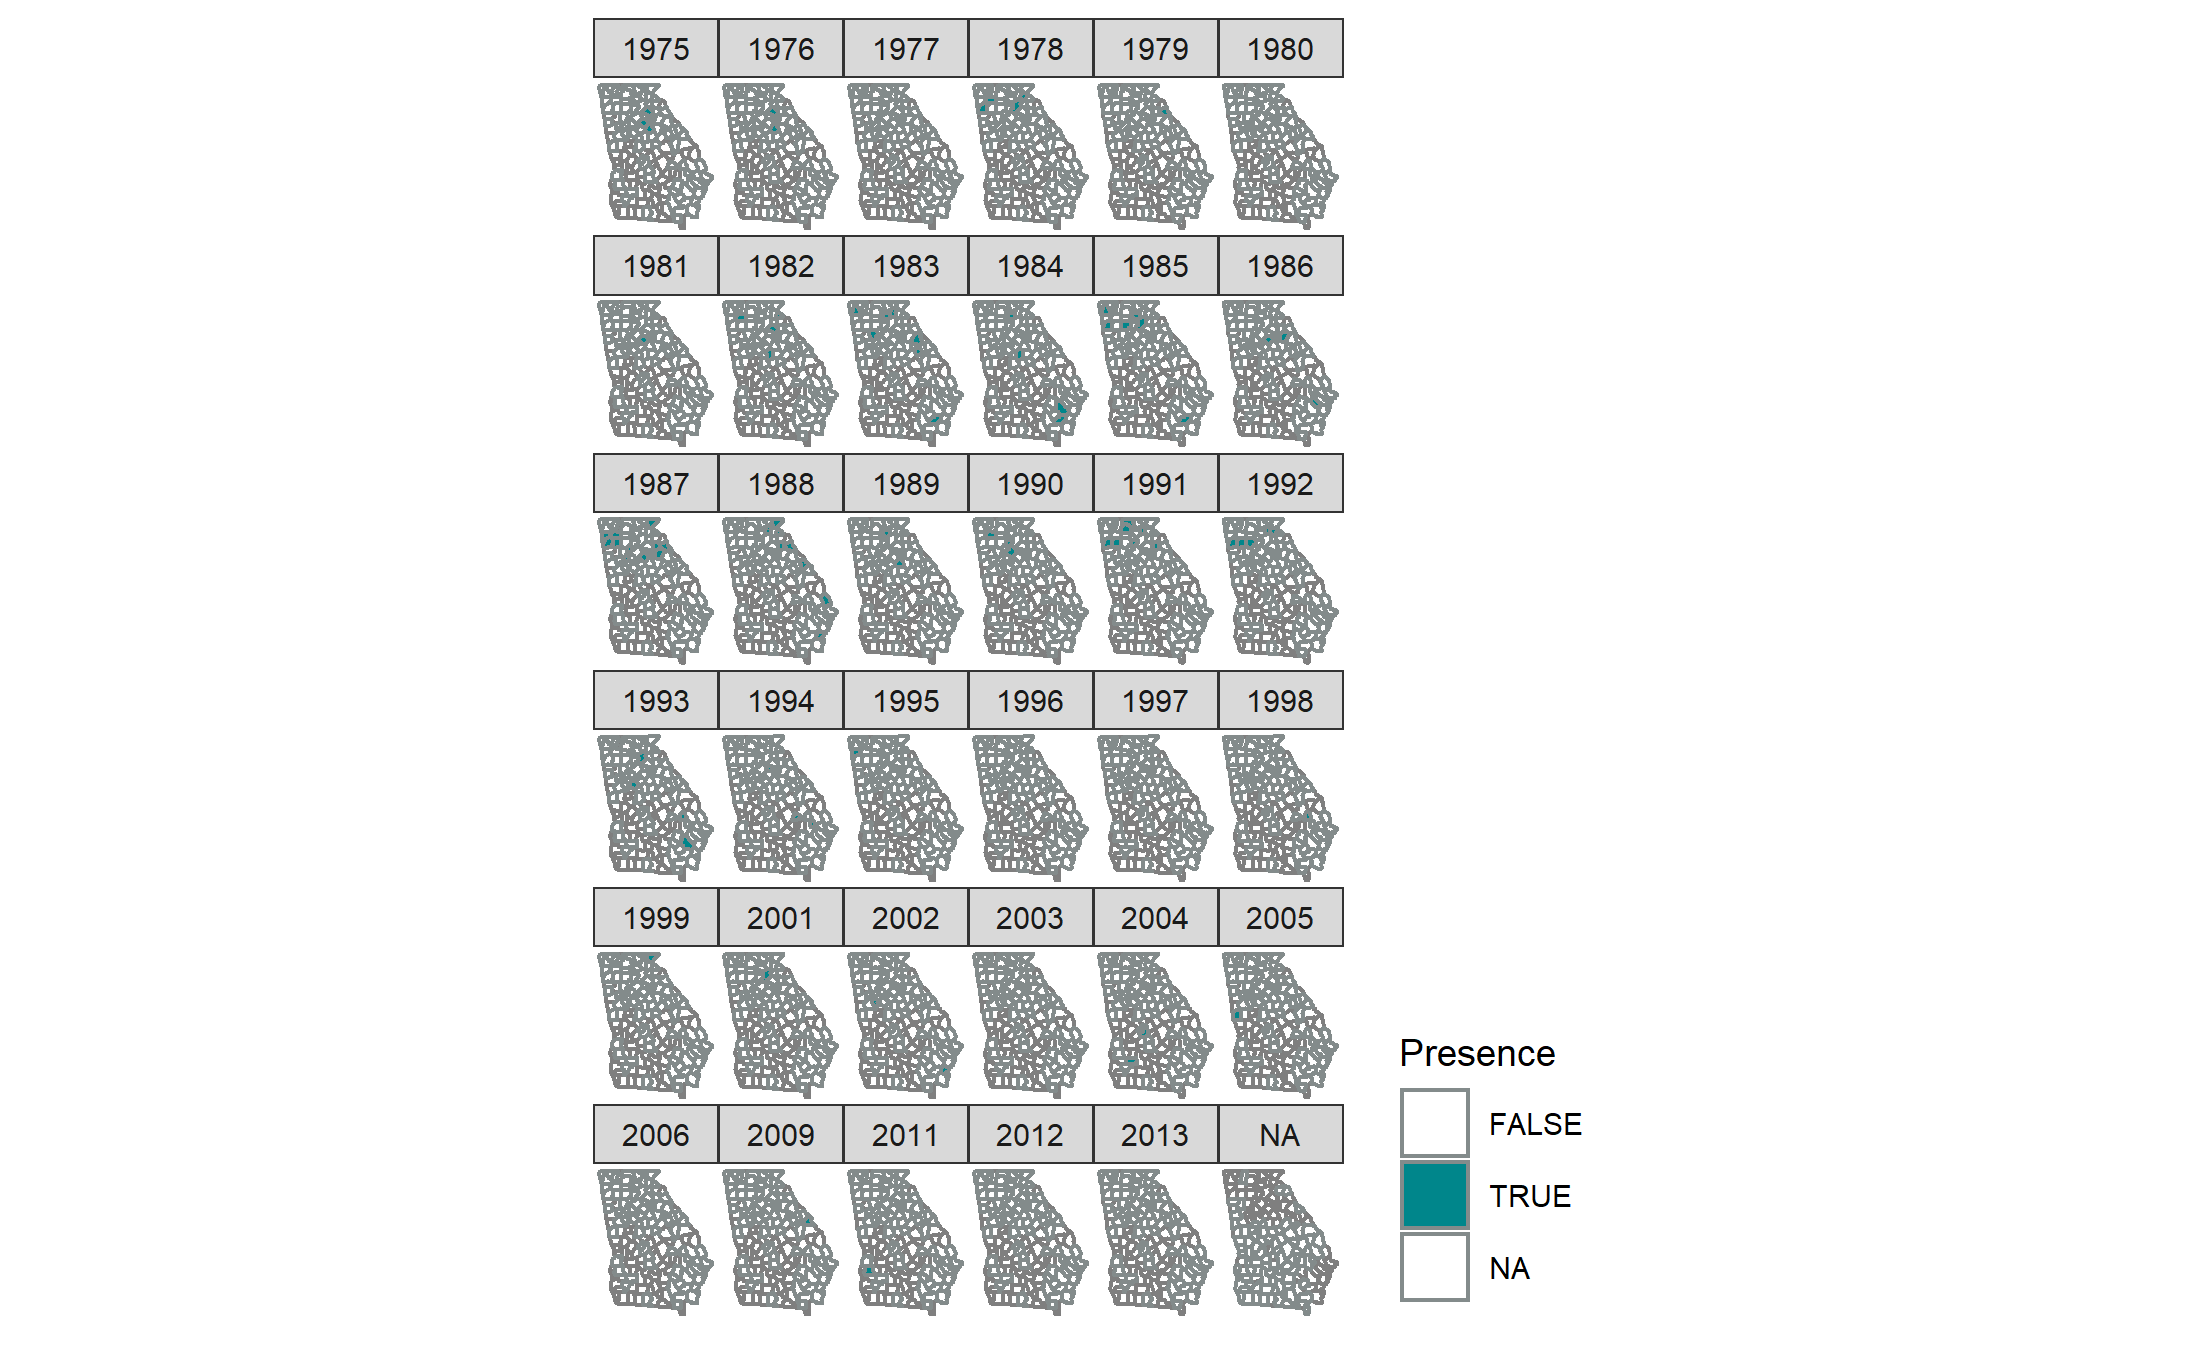 1975 1976 1977 1978 1979 1980
1981 1982 1983 1984 1985 1986
1987 1988 1989 1990 1991 1992
1993 1994 1995 1996 1997 1998
1999 2001 2002 2003 2004 2005
2006 2009 2011 2012 2013 NA
Presence
FALSE
TRUE
NA